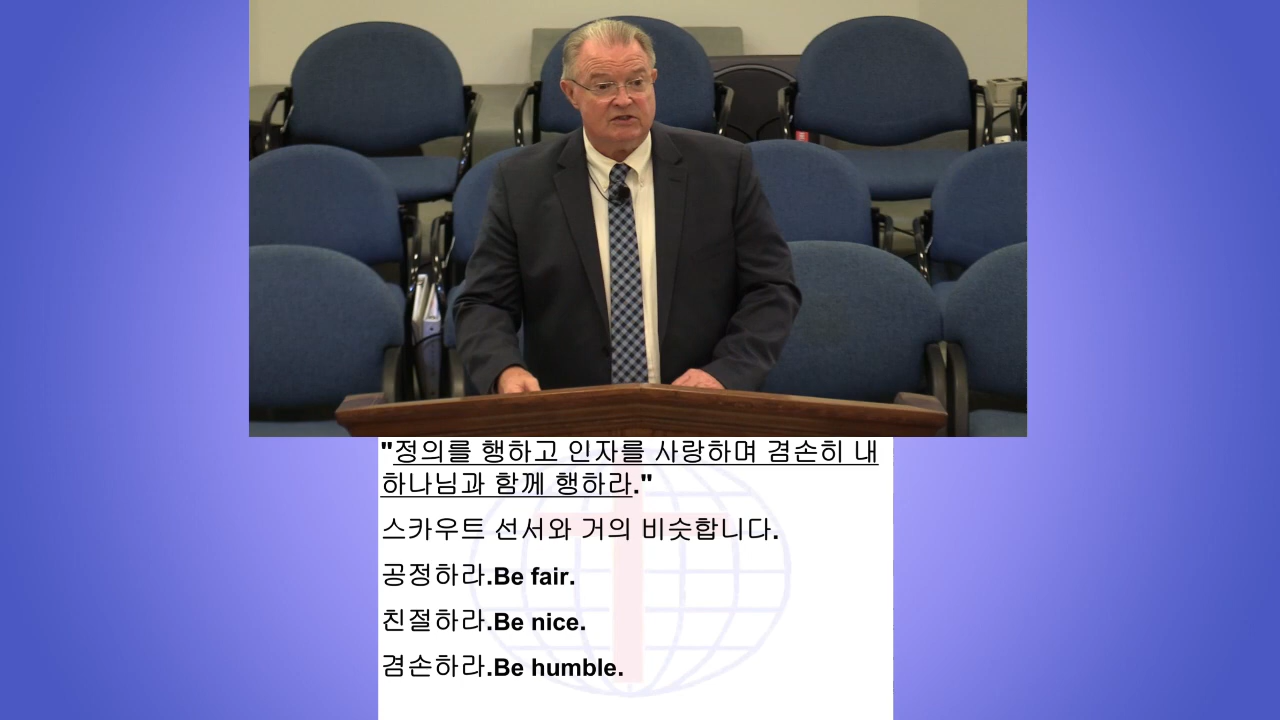 "정의를 행하고 인자를 사랑하며 겸손히 내
하나님과 함께 행하라."
스카우트 선서와 거의 비슷합니다.
공정하라.Be fair.
친절하라.Be nice.
겸손하라.Be humble.